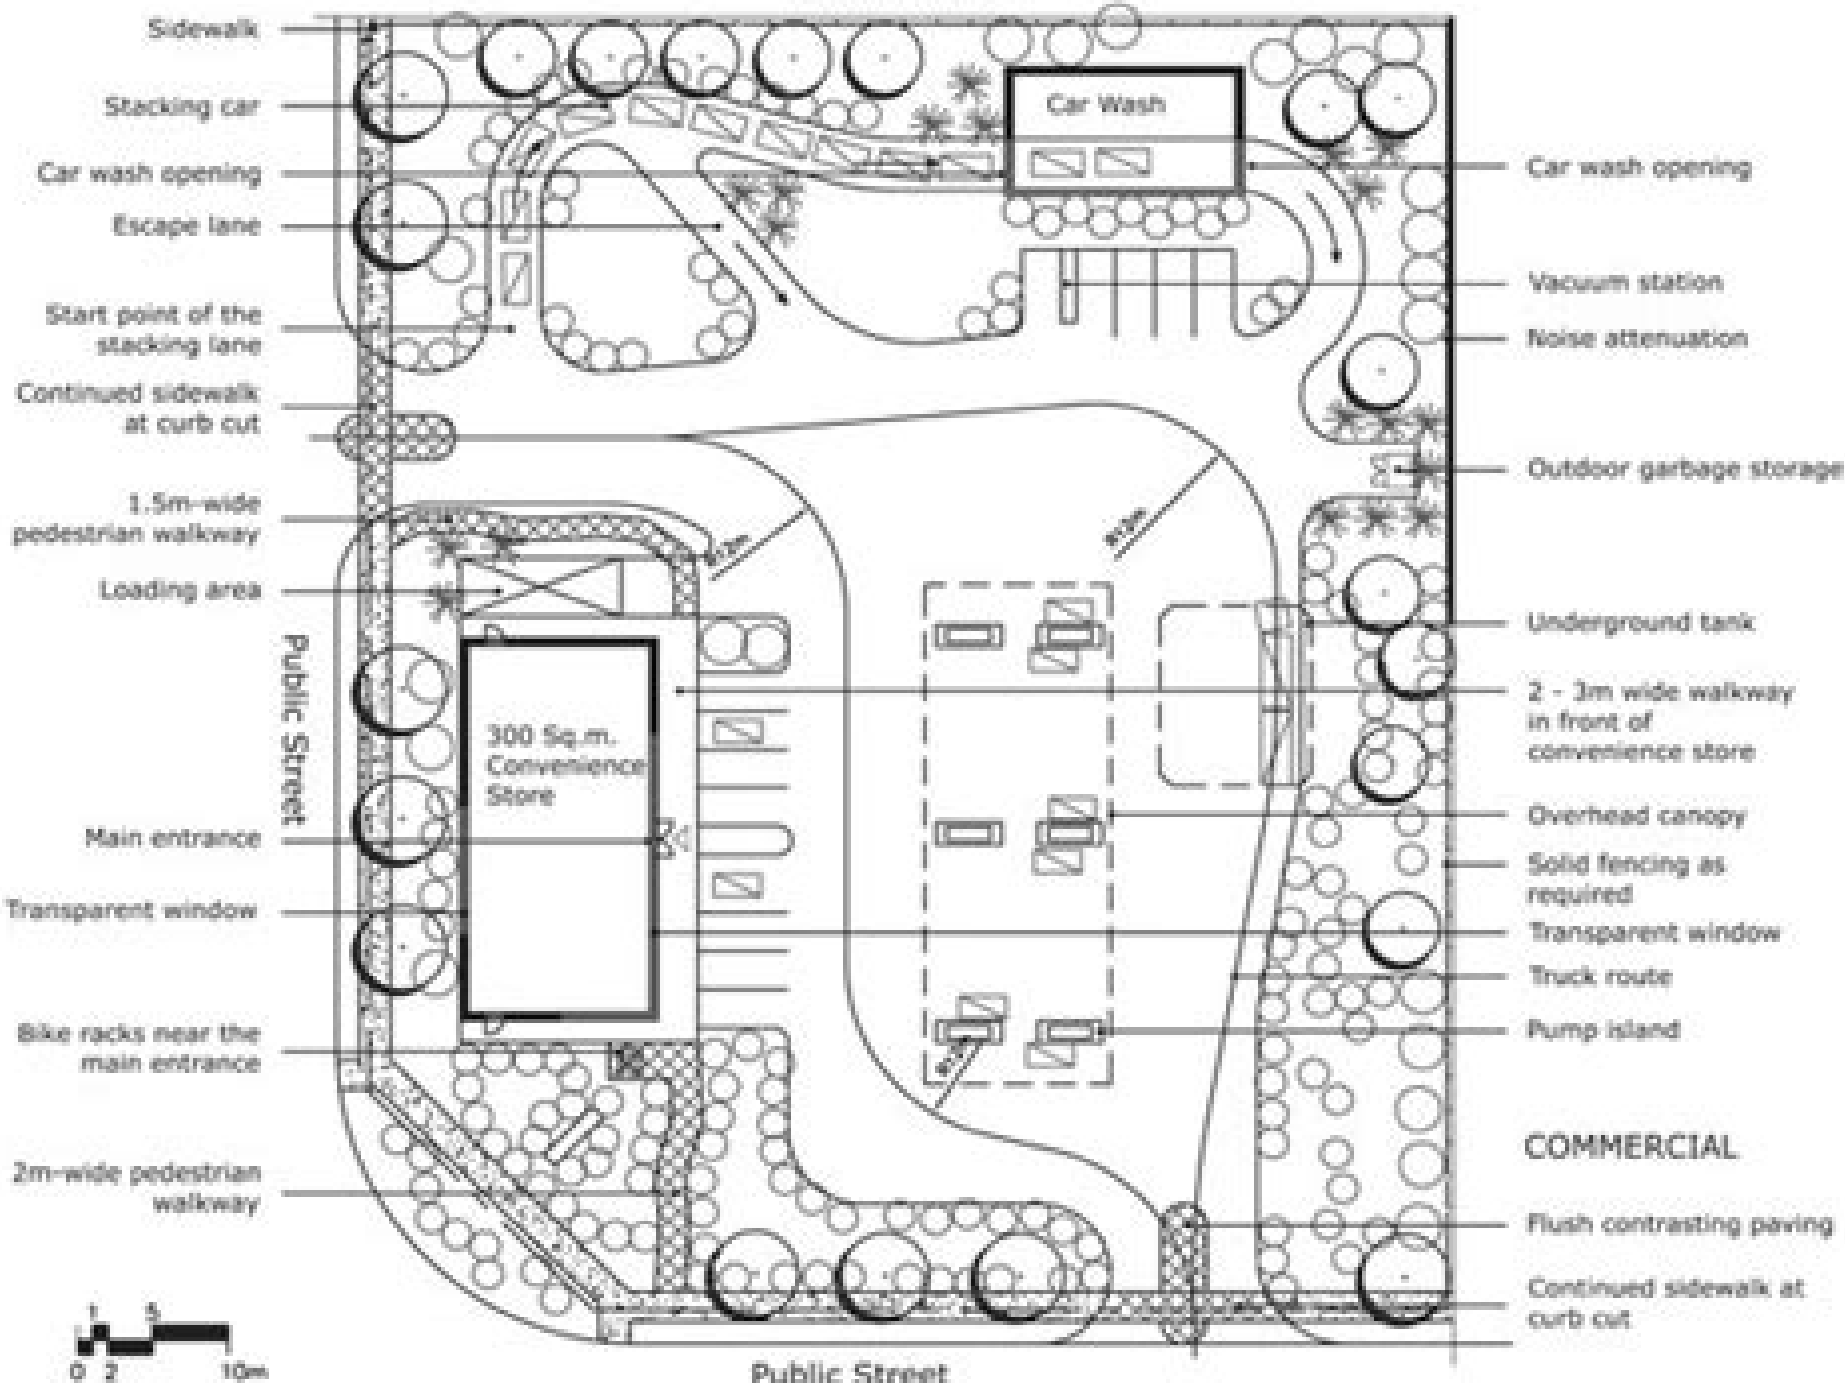 Sidewalk
Stacking car
Car wash opening
Escape lane
Start point of the
stacking lane
Continued sidewalk
at curb cut
1.5m-wide
pedestrian walkway
Loading area
Public Street
Main entrance
Transparent window
Bike racks near the
main entrance
2m-wide pedestrian
walkway
1 5
0 2 10m
Car Wash
300 Sq.m.
Convenience
Store
Public Street
Car wash opening
Vacuum station
Noise attenuation
Outdoor garbage storage
Underground tank
2 - 3m wide walkway
in front of
convenience store
Overhead canopy
Solid fencing as
required
Transparent window
Truck route
Pump island
COMMERCIAL
Flush contrasting paving
Continued sidewalk at
curb cut